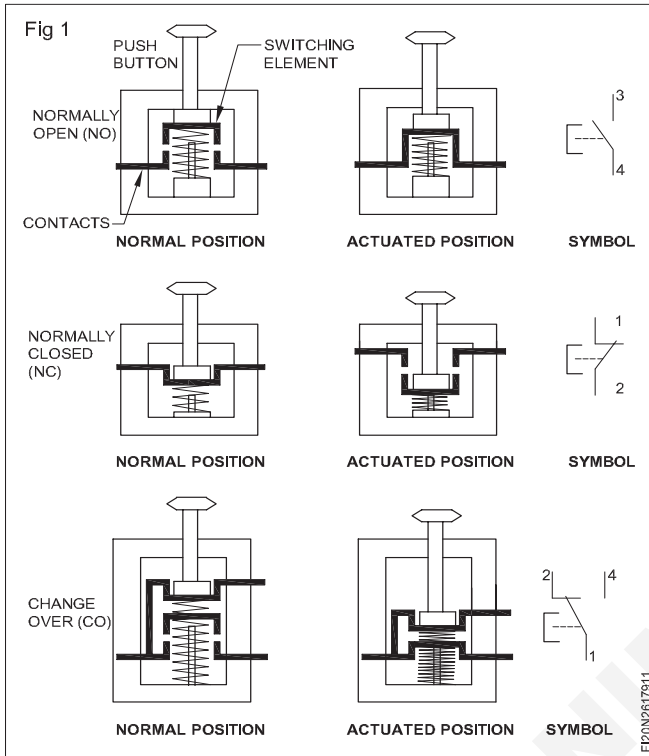 Fig 1
PUSH
BUTTON
SWITCHING
ELEMENT
NORMALLY
OPEN (NO)
3
4
CONTACTS
NORMAL POSITION
ACTUATED POSITION
SYMBOL
NORMALLY
CLOSED
(NC)
1
2
NORMAL POSITION
ACTUATED POSITION
SYMBOL
CHANGE
OVER (CO)
2
4
1
NORMAL POSITION
ACTUATED POSITION
SYMBOL
EI20N2617911